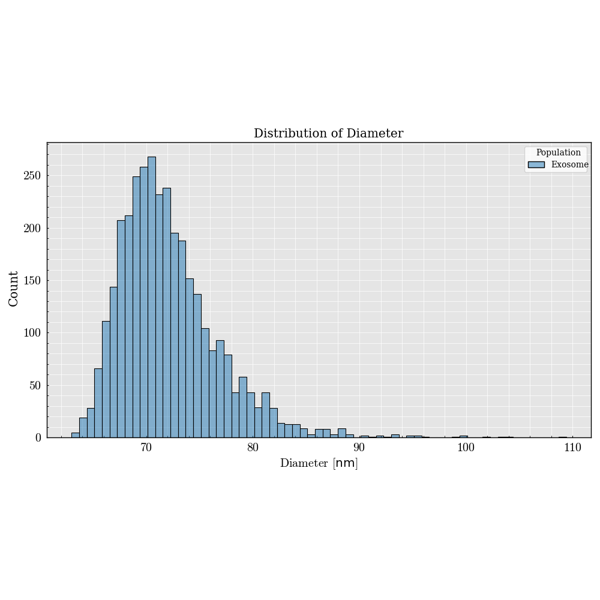 Distribution of Diameter
Population
Exosome
Count
250
200
150
100
50
0
70 80 90 100 110
Diameter [nm]